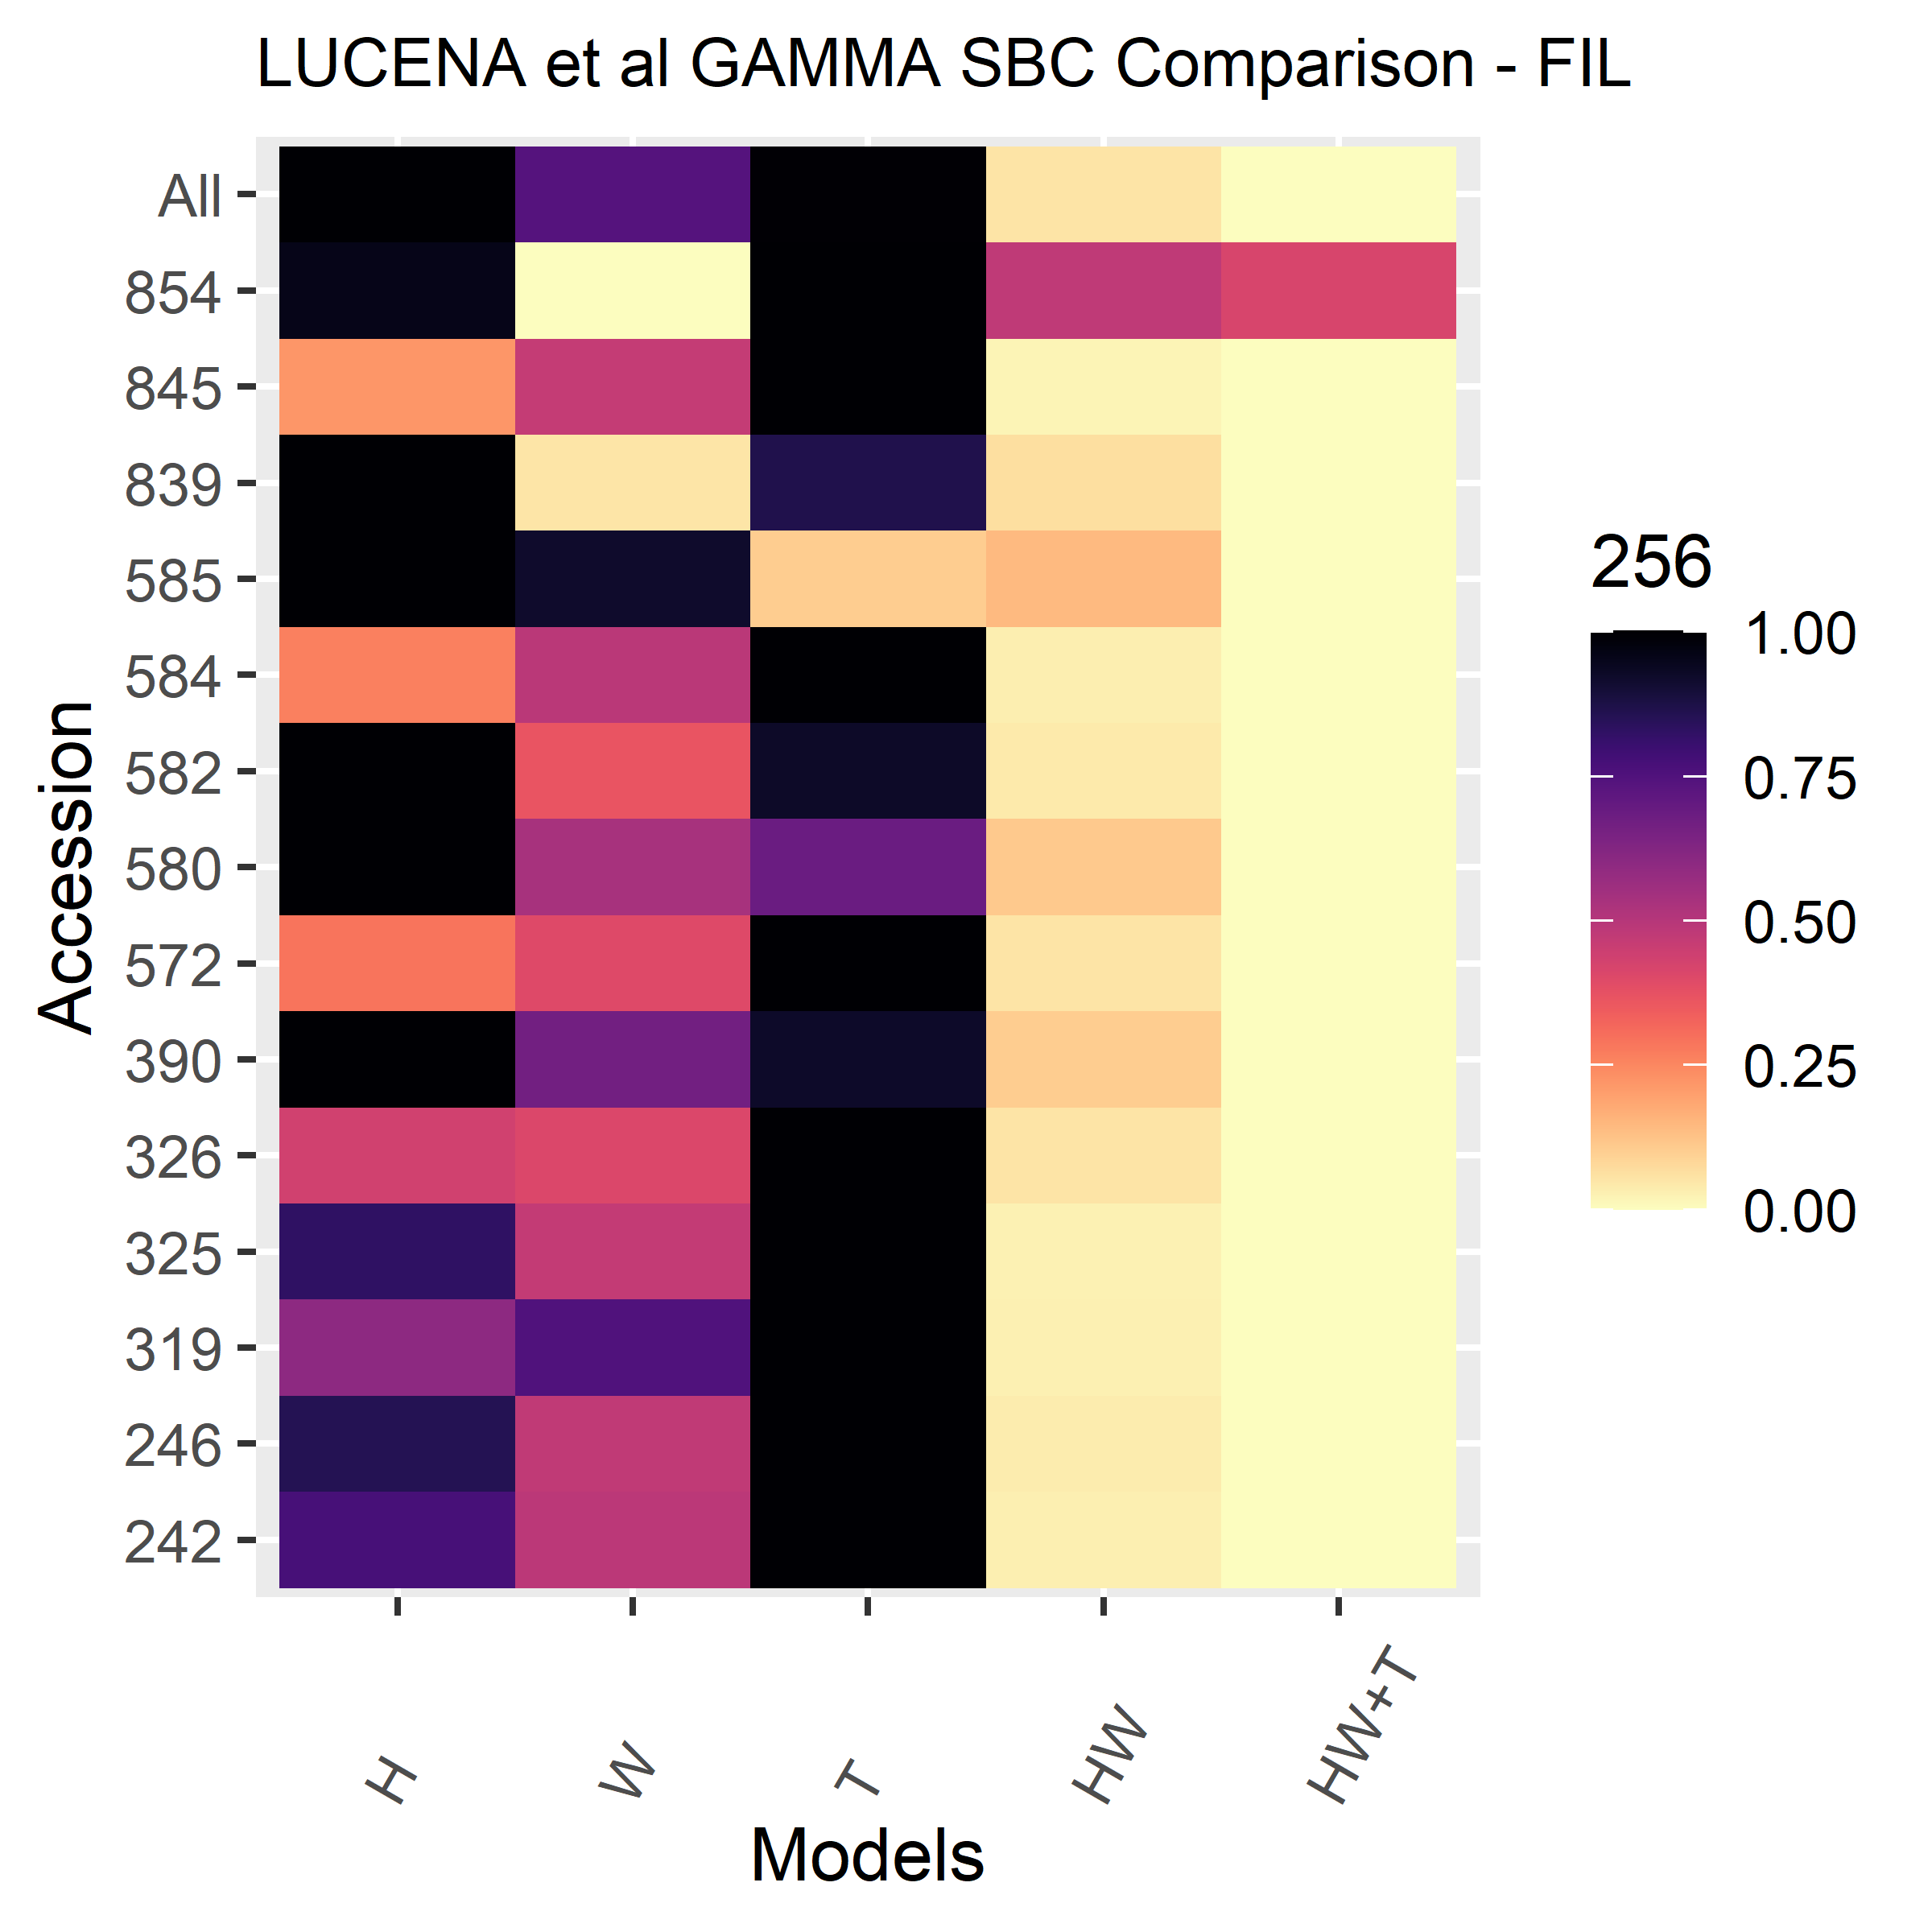 LUCENA et al GAMMA SBC Comparison - FIL
Accession
All
854
845
839
585
584
582
580
572
390
326
325
319
246
242
H
W
T
HW
HW+T
Models
256
1.00
0.75
0.50
0.25
0.00